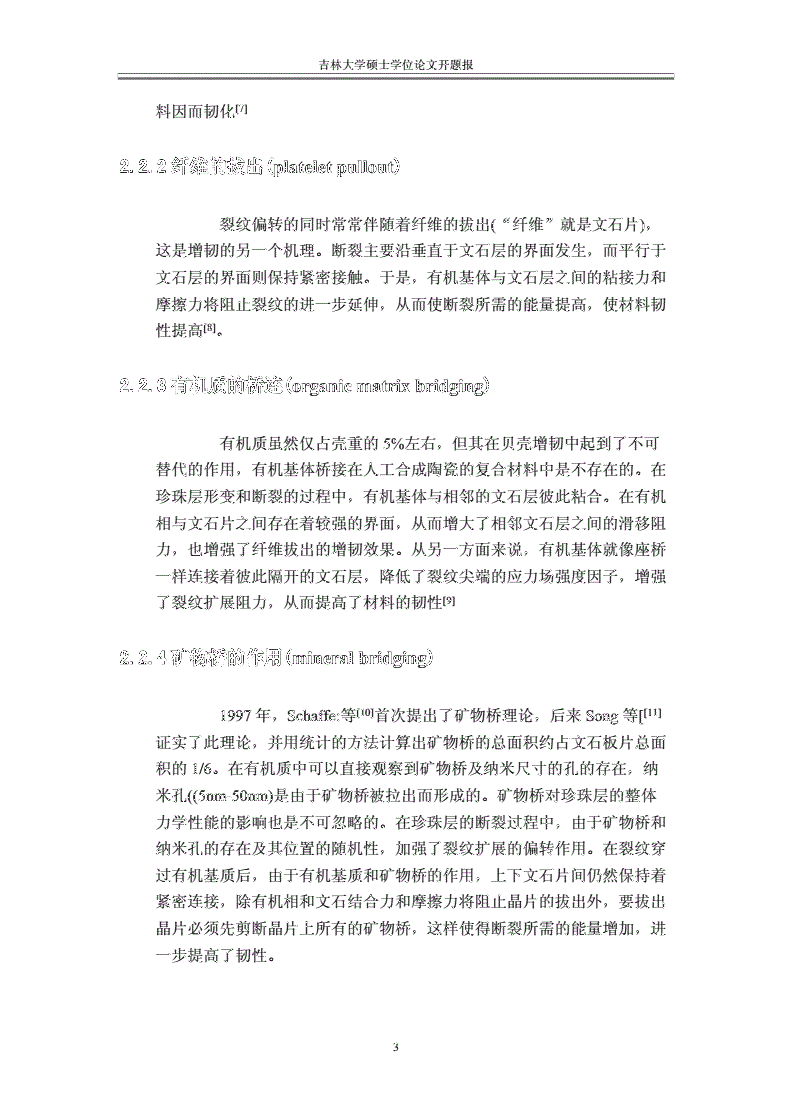 吉林大学硕士学位论文开题报
料因而韧化[7]
2. 2. 2 纤维的拔出 (platelet pullout)
裂纹偏转的同时常常伴随着纤维的拔出( “纤维” 就是文石片),
这是增韧的另一个机理。断裂主要沿垂直于文石层的界面发生，而平行于
文石层的界面则保持紧密接触。于是，有机基体与文石层之间的粘接力和
摩擦力将阻止裂纹的进一步延伸，从而使断裂所需的能量提高，使材料韧
性提高[8]。
2. 2. 3 有机质的桥连 (organic matrix bridging)
有机质虽然仅占壳重的 5%左右，但其在贝壳增韧中起到了不可
替代的作用，有机基体桥接在人工合成陶瓷的复合材料中是不存在的。在
珍珠层形变和断裂的过程中，有机基体与相邻的文石层彼此粘合。在有机
相与文石片之间存在着较强的界面，从而增大了相邻文石层之间的滑移阻
力，也增强了纤维拔出的增韧效果。从另一方面来说，有机基体就像座桥
一样连接着彼此隔开的文石层，降低了裂纹尖端的应力场强度因子，增强
了裂纹扩展阻力，从而提高了材料的韧性[9]
2. 2. 4 矿物桥的作用 (mineral bridging)
1997 年，Schaffer等[10]首次提出了矿物桥理论，后来 Song 等[[11]
证实了此理论，并用统计的方法计算出矿物桥的总面积约占文石板片总面
积的 1/6。在有机质中可以直接观察到矿物桥及纳米尺寸的孔的存在，纳
米孔((5nm-50nm)是由于矿物桥被拉出而形成的。矿物桥对珍珠层的整体
力学性能的影响也是不可忽略的。在珍珠层的断裂过程中，由于矿物桥和
纳米孔的存在及其位置的随机性，加强了裂纹扩展的偏转作用。在裂纹穿
过有机基质后，由于有机基质和矿物桥的作用，上下文石片间仍然保持着
紧密连接，除有机相和文石结合力和摩擦力将阻止晶片的拔出外，要拔出
晶片必须先剪断晶片上所有的矿物桥，这样使得断裂所需的能量增加，进
一步提高了韧性。
3